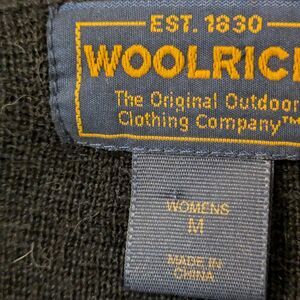 EST. 1830
WOOLRICH
The Original Outdoor
Clothing Company™
WOMENS
M
MADE IN
CHINA